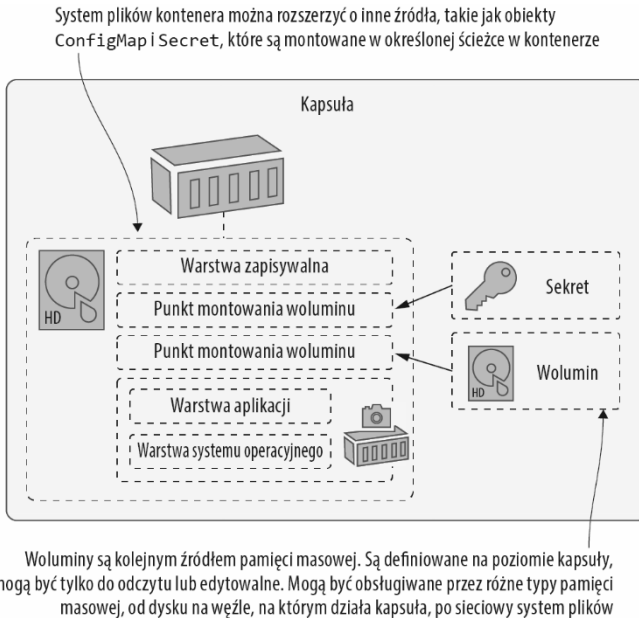 System plików kontenera można rozszerzyć o inne źródła, takie jak obiekty
ConfigMap i Secret, które są montowane w określonej ścieżce w kontenerze
Kapsuła
Warstwa zapisywalna
HD
Punkt montowania woluminu
Sekret
Punkt montowania woluminu
HD
Wolumin
Warstwa aplikacji
Warstwa systemu operacyjnego
Woluminy są kolejnym źródłem pamięci masowej. Są definiowane na poziomie kapsuły,
mogą być tylko do odczytu lub edytowalne. Mogą być obsługiwane przez różne typy pamięci
masowej, od dysku na węźle, na którym działa kapsuła, po sieciowy system plików